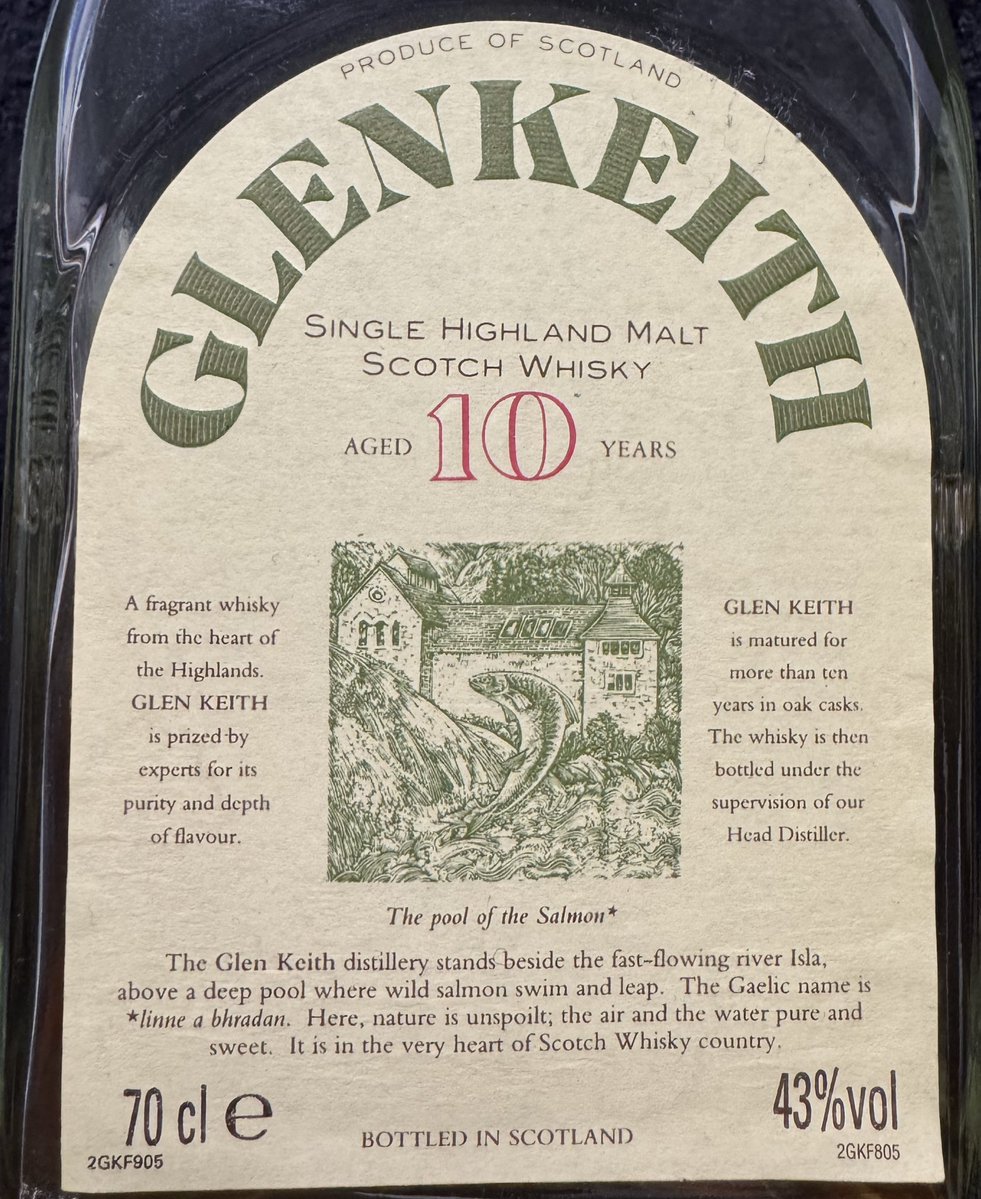 PRODUCE OF SCOTLAND
GLEN KEITH
SINGLE HIGHLAND MALT
SCOTCH WHISKY
AGED 10 YEARS
A fragrant whisky
from the heart of
the Highlands.
GLEN KEITH
is prized by
experts for its
purity and depth
of flavour.
GLEN KEITH
is matured for
more than ten
years in oak casks.
The whisky is then
bottled under the
supervision of our
Head Distiller.
The pool of the Salmon*
The Glen Keith distillery stands beside the fast-flowing river Isla,
above a deep pool where wild salmon swim and leap. The Gaelic name is
*linne a bhradan. Here, nature is unspoilt; the air and the water pure and
sweet. It is in the very heart of Scotch Whisky country.
70 cl e
43%vol
BOTTLED IN SCOTLAND
2GKF905
2GKF805